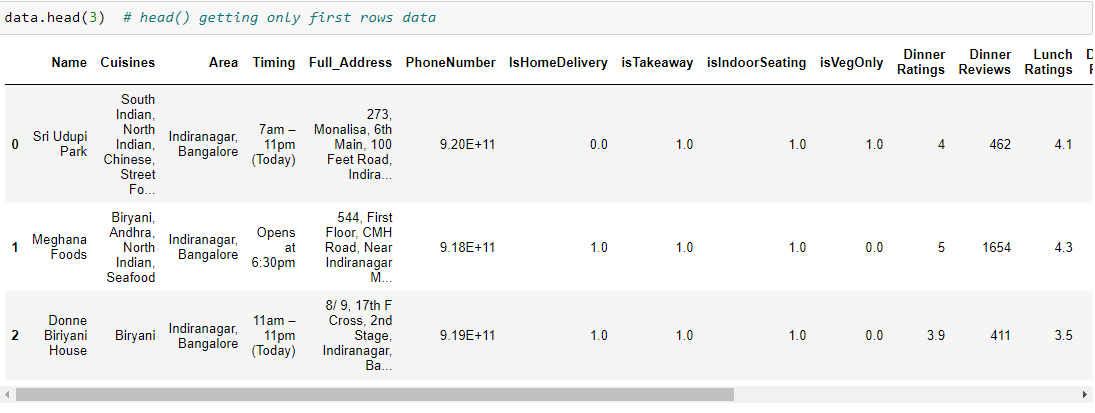 data.head(3)  # head() getting only first rows data
Name Cuisines Area Timing Full_Address PhoneNumber IsHomeDelivery isTakeaway isIndoorSeating isVegOnly Dinner Ratings Dinner Reviews Lunch Ratings
0 Sri Udupi Park South Indian, North Indian, Chinese, Street Fo... Indiranagar, Bangalore 7am – 11pm (Today) 273, Monalisa, 6th Main, 100 Feet Road, Indira... 9.20E+11 0.0 1.0 1.0 1.0 4 462 4.1
1 Meghana Foods Biryani, Andhra, North Indian, Seafood Indiranagar, Bangalore Opens at 6:30pm 544, First Floor, CMH Road, Near Indiranagar M... 9.18E+11 1.0 1.0 1.0 0.0 5 1654 4.3
2 Donne Biriyani House Biryani Indiranagar, Bangalore 11am – 11pm (Today) 8/ 9, 17th F Cross, 2nd Stage, Indiranagar, Ba... 9.19E+11 1.0 1.0 1.0 0.0 3.9 411 3.5